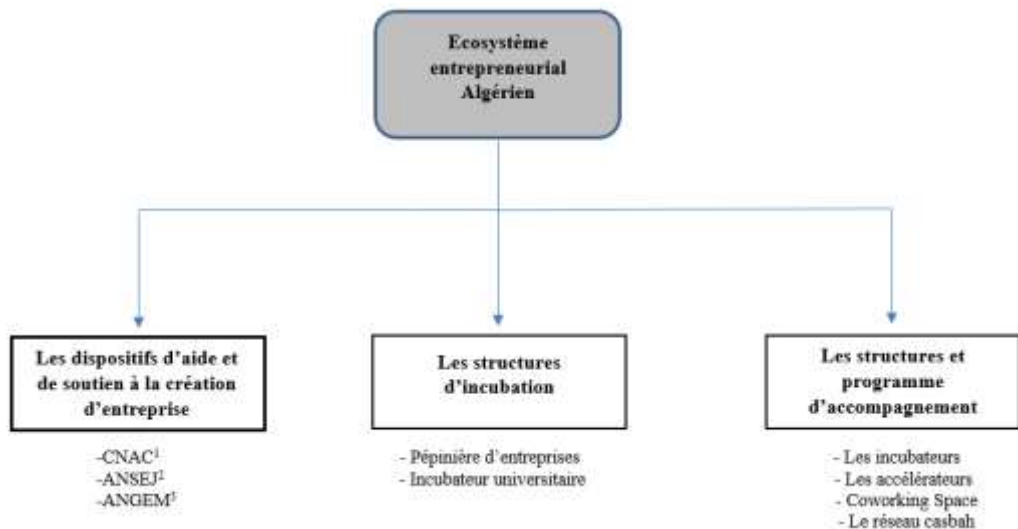 Ecosystème
entrepreneurial
Algérien
Les dispositifs d'aide et
de soutien à la création
d'entreprise
-CNAC¹
-ANSEJ²
-ANGEM³
Les structures
d'incubation
- Pépinière d'entreprises
- Incubateur universitaire
Les structures et
programme
d'accompagnement
- Les incubateurs
- Les accélérateurs
- Coworking Space
- Le réseau casbah